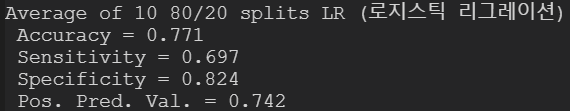 Average of 10 80/20 splits LR (로지스틱 리그레이션)
Accuracy = 0.771
Sensitivity = 0.697
Specificity = 0.824
Pos. Pred. Val. = 0.742